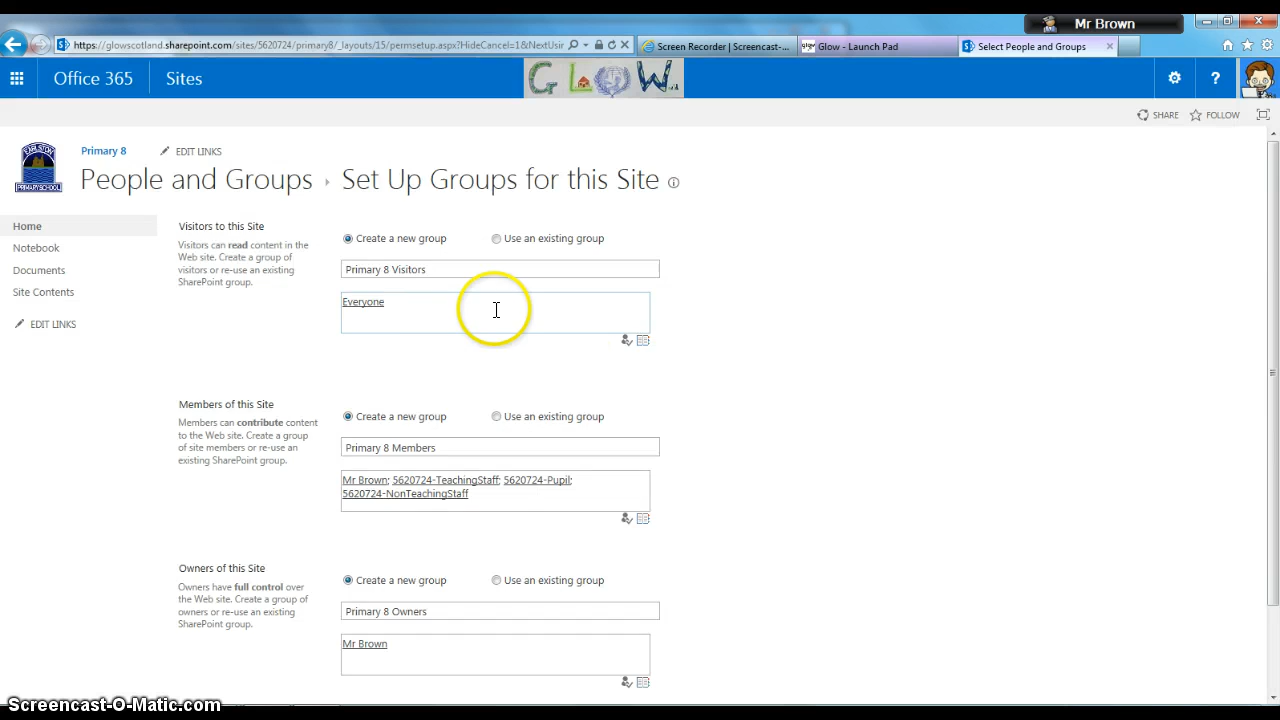 Mr Brown
https://glowscotland.sharepoint.com/sites/5620724/primary8/_layouts/15/permsetup.aspx?HideCancel=1&NextUsir
Screen Recorder | Screencast-...
Glow - Launch Pad
Select People and Groups
Office 365
Sites
GLOW
?
SHARE
FOLLOW
EARLSTON
PRIMARY SCHOOL
Primary 8
EDIT LINKS
People and Groups ▸ Set Up Groups for this Site
Home
Notebook
Documents
Site Contents
EDIT LINKS
Visitors to this Site
Visitors can read content in the
Web site. Create a group of
visitors or re-use an existing
SharePoint group.
Create a new group
Use an existing group
Primary 8 Visitors
Everyone
Members of this Site
Members can contribute content
to the Web site. Create a group
of site members or re-use an
existing SharePoint group.
Create a new group
Use an existing group
Primary 8 Members
Mr Brown; 5620724-TeachingStaff; 5620724-Pupil;
5620724-NonTeachingStaff
Owners of this Site
Owners have full control over
the Web site. Create a group of
owners or re-use an existing
SharePoint group.
Create a new group
Use an existing group
Primary 8 Owners
Mr Brown
Screencast-O-Matic.com